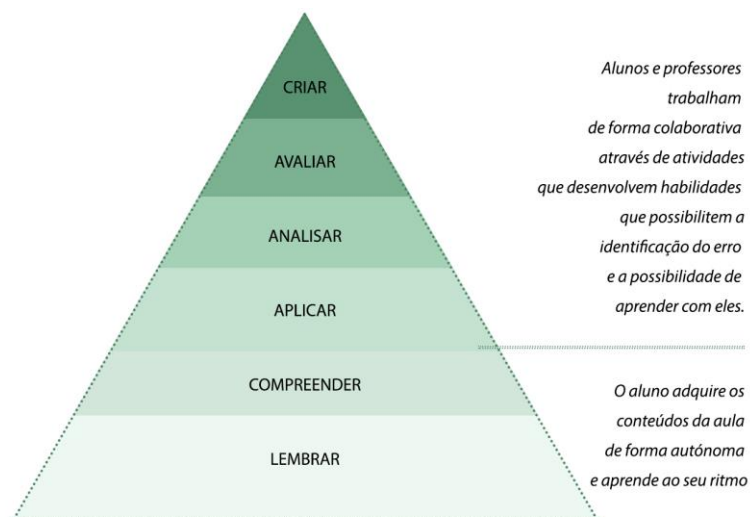 CRIAR
AVALIAR
ANALISAR
APLICAR
COMPREENDER
LEMBRAR
Alunos e professores
trabalham
de forma colaborativa
através de atividades
que desenvolvem habilidades
que possibilitem a
identificação do erro
e a possibilidade de
aprender com eles.
O aluno adquire os
conteúdos da aula
de forma autónoma
e aprende ao seu ritmo